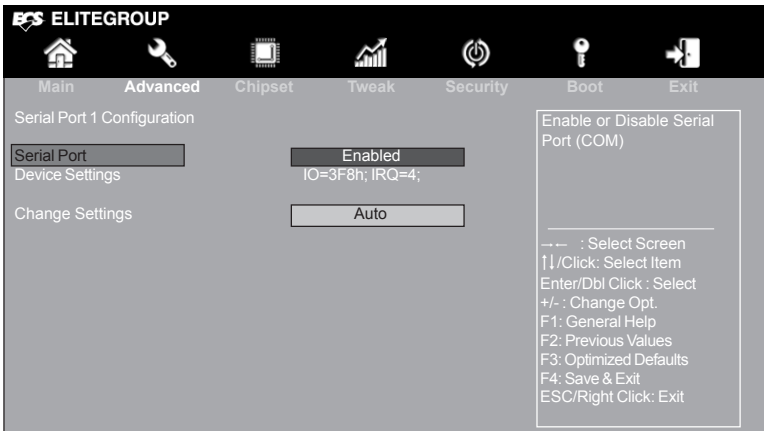 ECS ELITEGROUP
Main Advanced Chipset Tweak Security Boot Exit
Serial Port 1 Configuration
Serial Port Enabled
Device Settings IO=3F8h; IRQ=4;
Change Settings Auto
Enable or Disable Serial
Port (COM)
→← : Select Screen
↑↓/Click: Select Item
Enter/Dbl Click : Select
+/- : Change Opt.
F1: General Help
F2: Previous Values
F3: Optimized Defaults
F4: Save & Exit
ESC/Right Click: Exit